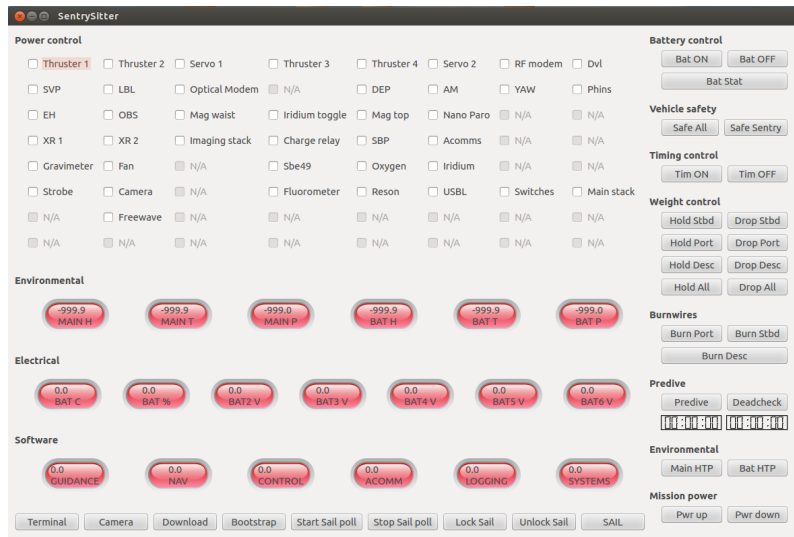 SentrySitter
Power control
Thruster 1 Thruster 2 Servo 1 Thruster 3 Thruster 4 Servo 2 RF modem Dvl
SVP LBL Optical Modem N/A DEP AM YAW Phins
EH OBS Mag waist Iridium toggle Mag top Nano Paro N/A N/A
XR 1 XR 2 Imaging stack Charge relay SBP Acomms N/A N/A
Gravimeter Fan N/A Sbe49 Oxygen Iridium N/A N/A
Strobe Camera N/A Fluorometer Reson USBL Switches Main stack
N/A Freewave N/A N/A N/A N/A N/A N/A
N/A N/A N/A N/A N/A N/A N/A N/A
Environmental
-999.9 -999.9 -999.0 -999.9 -999.9 -999.0
MAIN H MAIN T MAIN P BAT H BAT T BAT P
Electrical
0.0 0.0 0.0 0.0 0.0 0.0 0.0
BAT C BAT % BAT2 V BAT3 V BAT4 V BAT5 V BAT6 V
Software
0.0 0.0 0.0 0.0 0.0 0.0
GUIDANCE NAV CONTROL ACOMM LOGGING SYSTEMS
Terminal Camera Download Bootstrap Start Sail poll Stop Sail poll Lock Sail Unlock Sail SAIL
Battery control
Bat ON Bat OFF
Bat Stat
Vehicle safety
Safe All Safe Sentry
Timing control
Tim ON Tim OFF
Weight control
Hold Stbd Drop Stbd
Hold Port Drop Port
Hold Desc Drop Desc
Hold All Drop All
Burnwires
Burn Port Burn Stbd
Burn Desc
Predive
Predive Deadcheck
00:00:00 00:00:00
Environmental
Main HTP Bat HTP
Mission power
Pwr up Pwr down